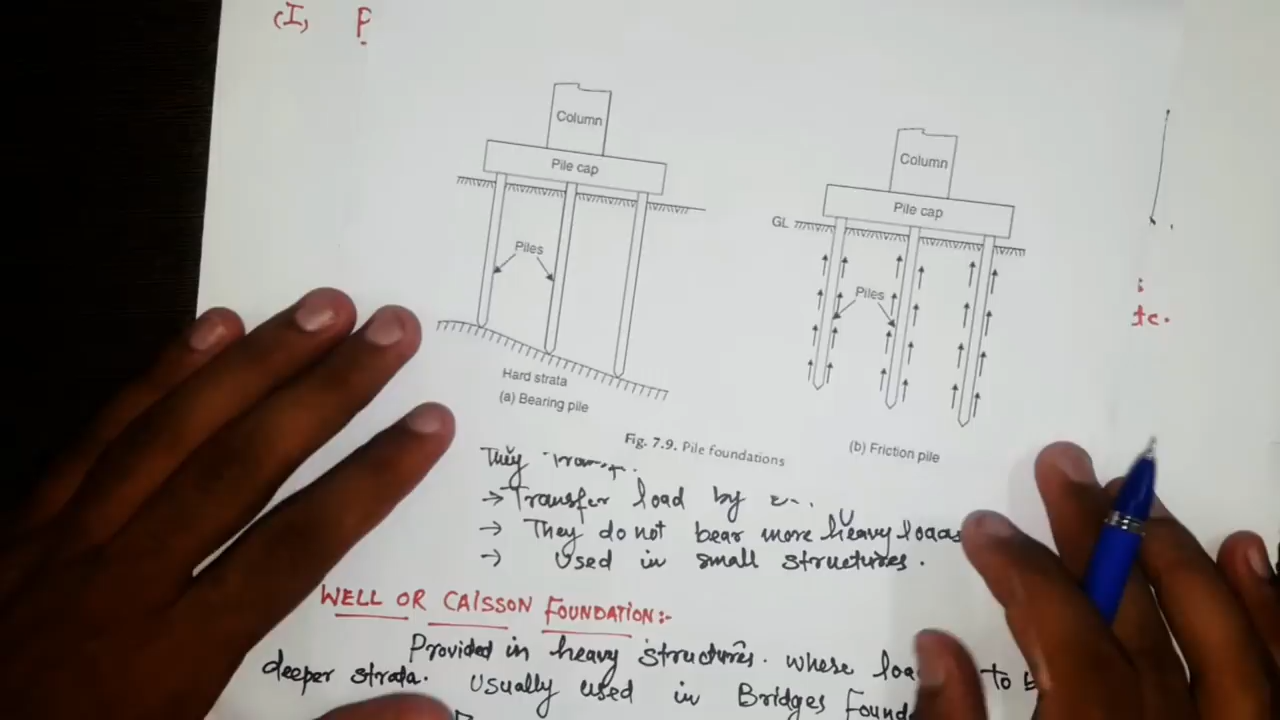 (I) P
Column
Pile cap
Piles
Hard strata
(a) Bearing pile
Column
Pile cap
GL
Piles
(b) Friction pile
Fig. 7.9. Pile foundations
tc.
They
→ Transfer load by
→ They do not bear more heavy loads
→ Used in small structures.
WELL OR CAISSON FOUNDATION:-
Provided in heavy structures. where loa to b
deeper strata. Usually used in Bridges Found